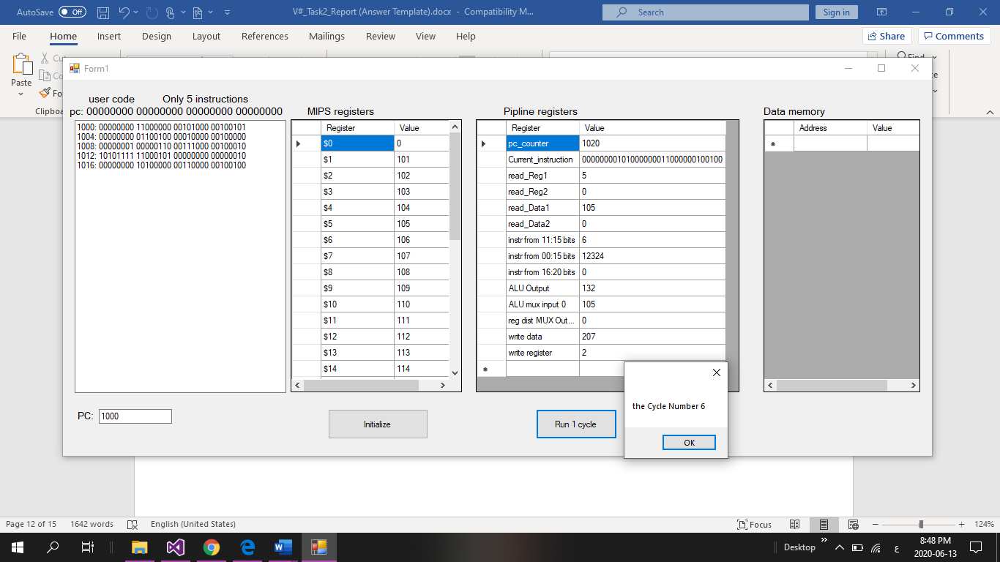 AutoSave Off V#_Task2_Report (Answer Template).docx - Compatibility M... Search Sign in
File Home Insert Design Layout References Mailings Review View Help Share Comments
Paste
Form1
user code Only 5 instructions
pc: 00000000 00000000 00000000 00000000
1000: 00000000 11000000 00101000 00100101
1004: 00000000 01100100 00010000 00100000
1008: 00000001 00000110 00111000 00100010
1012: 10101111 11000101 00000000 00000010
1016: 00000000 10100000 00110000 00100100
PC: 1000
MIPS registers
Register Value
$0 0
$1 101
$2 102
$3 103
$4 104
$5 105
$6 106
$7 107
$8 108
$9 109
$10 110
$11 111
$12 112
$13 113
$14 114
Initialize
Pipline registers
Register Value
pc_counter 1020
Current_instruction 00000000101000000011000000100100
read_Reg1 5
read_Reg2 0
read_Data1 105
read_Data2 0
instr from 11:15 bits 6
instr from 00:15 bits 12324
instr from 16:20 bits 0
ALU Output 132
ALU mux input 0 105
reg dist MUX Out... 0
write data 207
write register 2
Run 1 cycle
Data memory
Address Value
the Cycle Number 6
OK
Page 12 of 15 1642 words English (United States) Focus 124%
Desktop ع 8:48 PM
2020-06-13